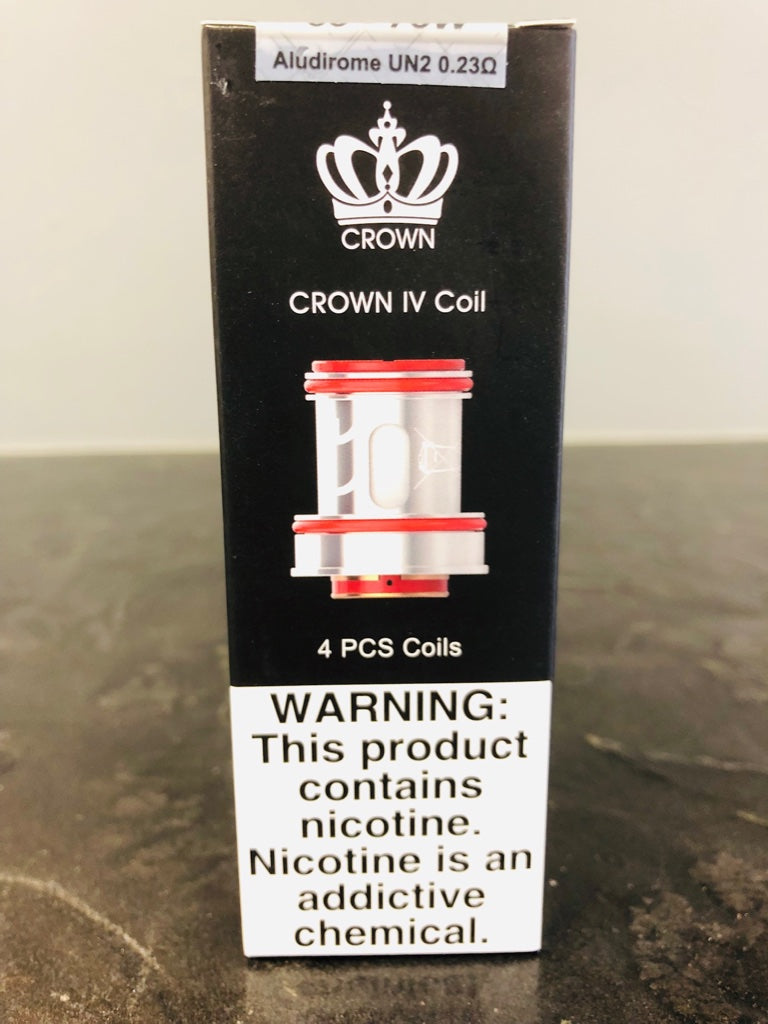 Aludirome UN2 0.23Ω
CROWN
CROWN IV Coil
4 PCS Coils
WARNING:
This product
contains
nicotine.
Nicotine is an
addictive
chemical.